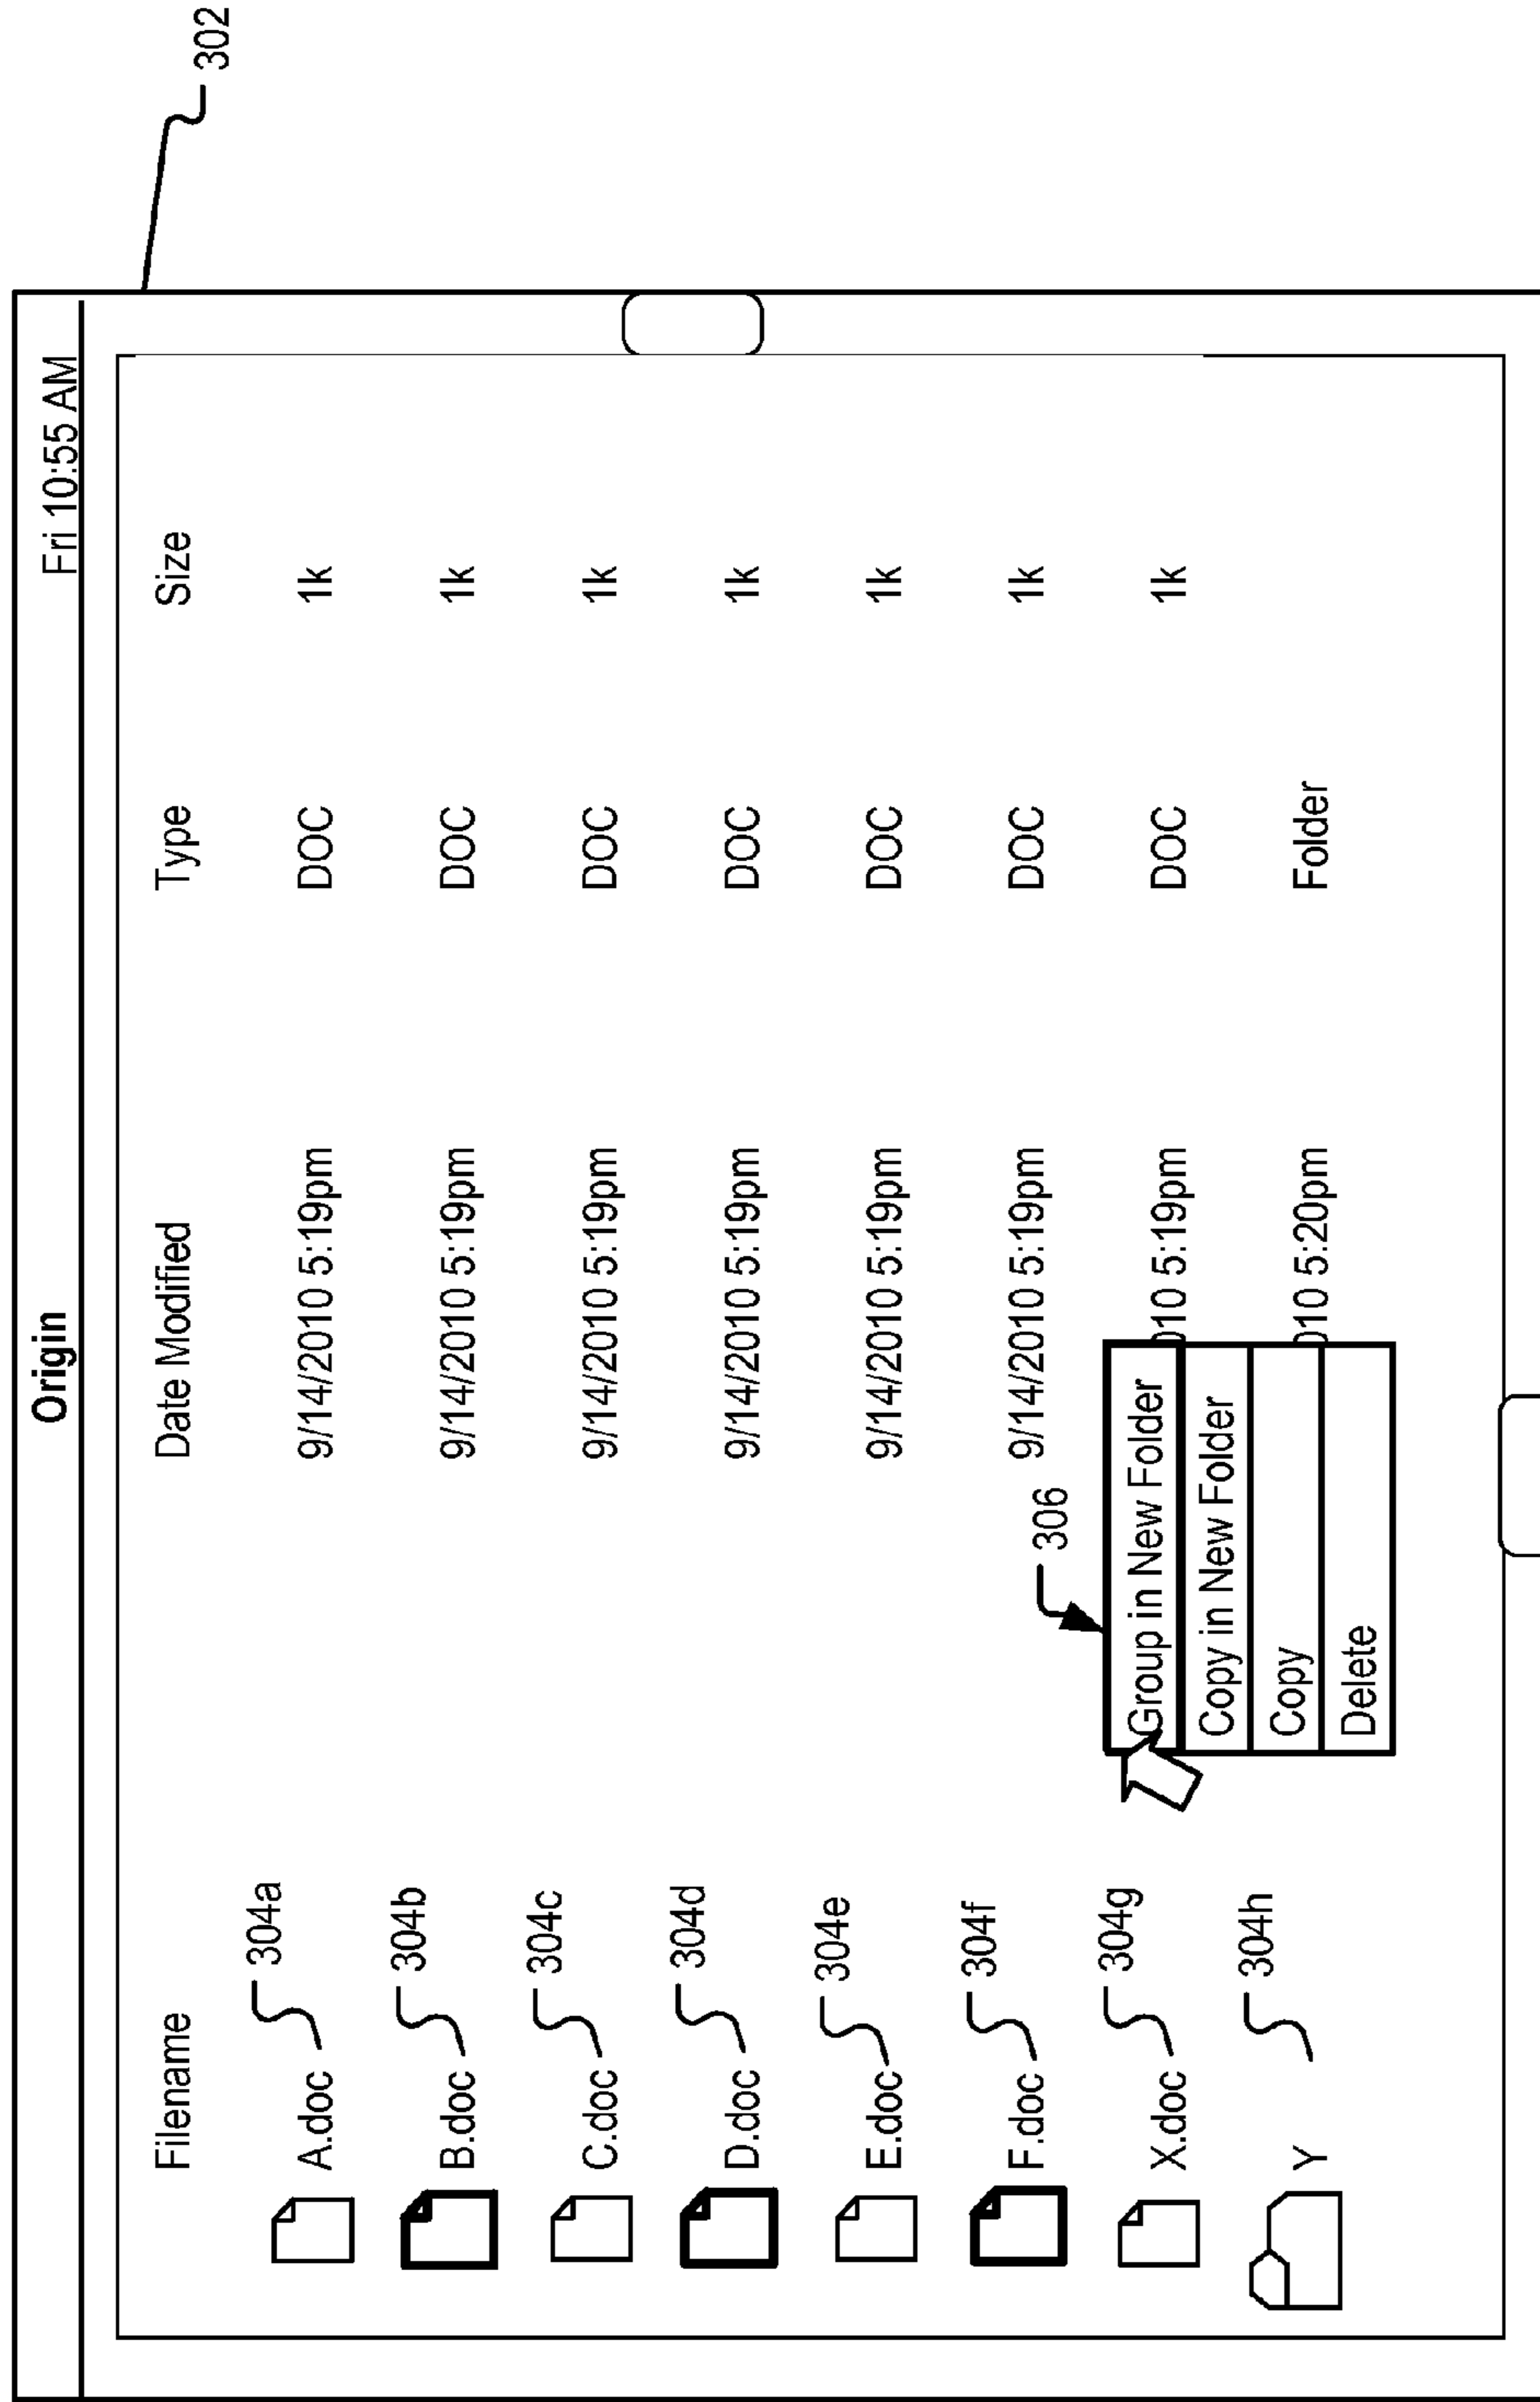 Origin
Fri 10:55 AM
302
Filename Date Modified Type Size
304a
A.doc 9/14/2010 5:19pm DOC 1k
304b
B.doc 9/14/2010 5:19pm DOC 1k
304c
C.doc 9/14/2010 5:19pm DOC 1k
304d
D.doc 9/14/2010 5:19pm DOC 1k
304e
E.doc 9/14/2010 5:19pm DOC 1k
304f
F.doc 9/14/2010 5:19pm DOC 1k
306
304g
X.doc Group in New Folder 010 5:19pm DOC 1k
Copy in New Folder
304h
Y Copy 010 5:20pm Folder
Delete